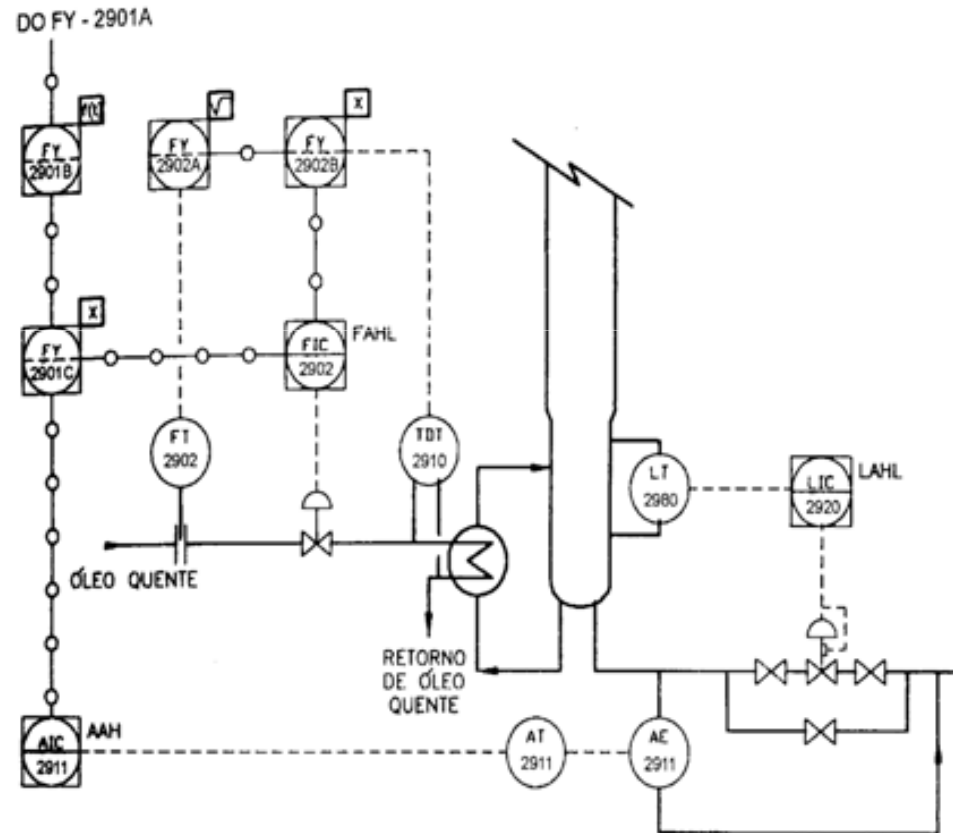 DO FY - 2901A
f(t)
FY
2901B
√
FY
2902A
X
FY
2902B
X
FY
2901C
FIC
2902
FAHL
FT
2902
TDT
2910
LT
2980
LIC
2920
LAHL
ÓLEO QUENTE
RETORNO
DE ÓLEO
QUENTE
AIC
2911
AAH
AT
2911
AE
2911